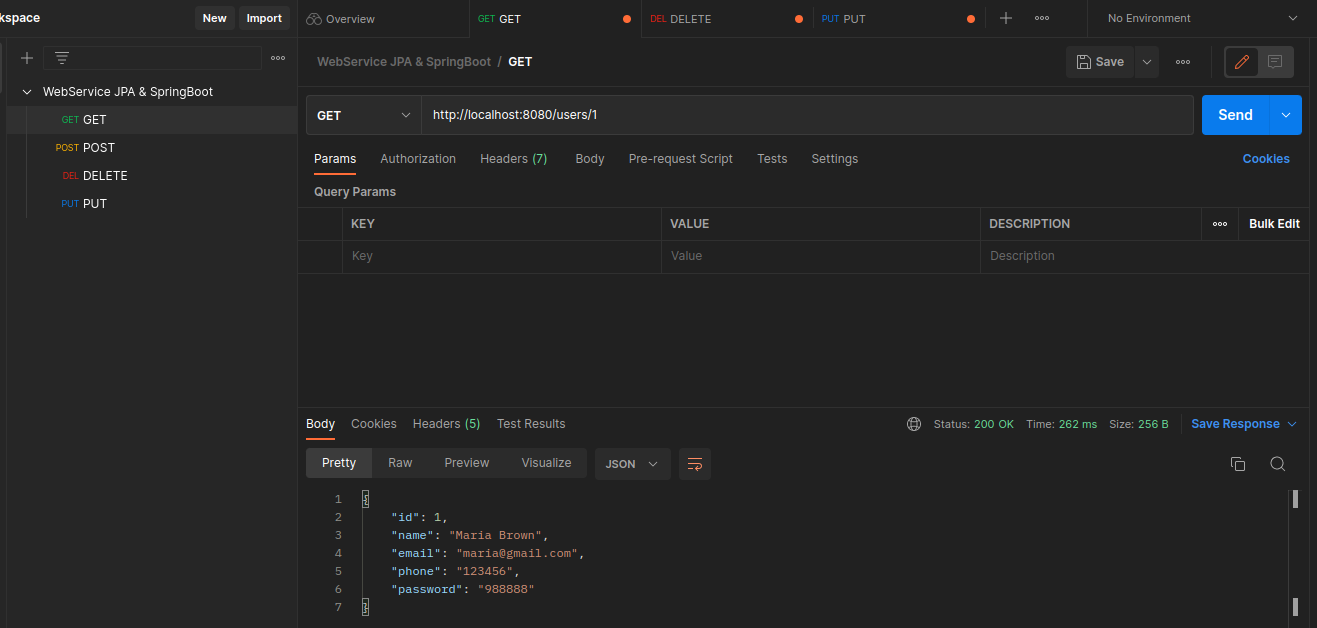 kspace New Import Overview GET GET DEL DELETE PUT PUT No Environment
WebService JPA & SpringBoot / GET Save
WebService JPA & SpringBoot
GET GET
POST POST
DEL DELETE
PUT PUT
GET http://localhost:8080/users/1 Send
Params Authorization Headers (7) Body Pre-request Script Tests Settings Cookies
Query Params
KEY VALUE DESCRIPTION Bulk Edit
Key Value Description
Body Cookies Headers (5) Test Results Status: 200 OK Time: 262 ms Size: 256 B Save Response
Pretty Raw Preview Visualize JSON
1 {
2 "id": 1,
3 "name": "Maria Brown",
4 "email": "maria@gmail.com",
5 "phone": "123456",
6 "password": "988888"
7 }